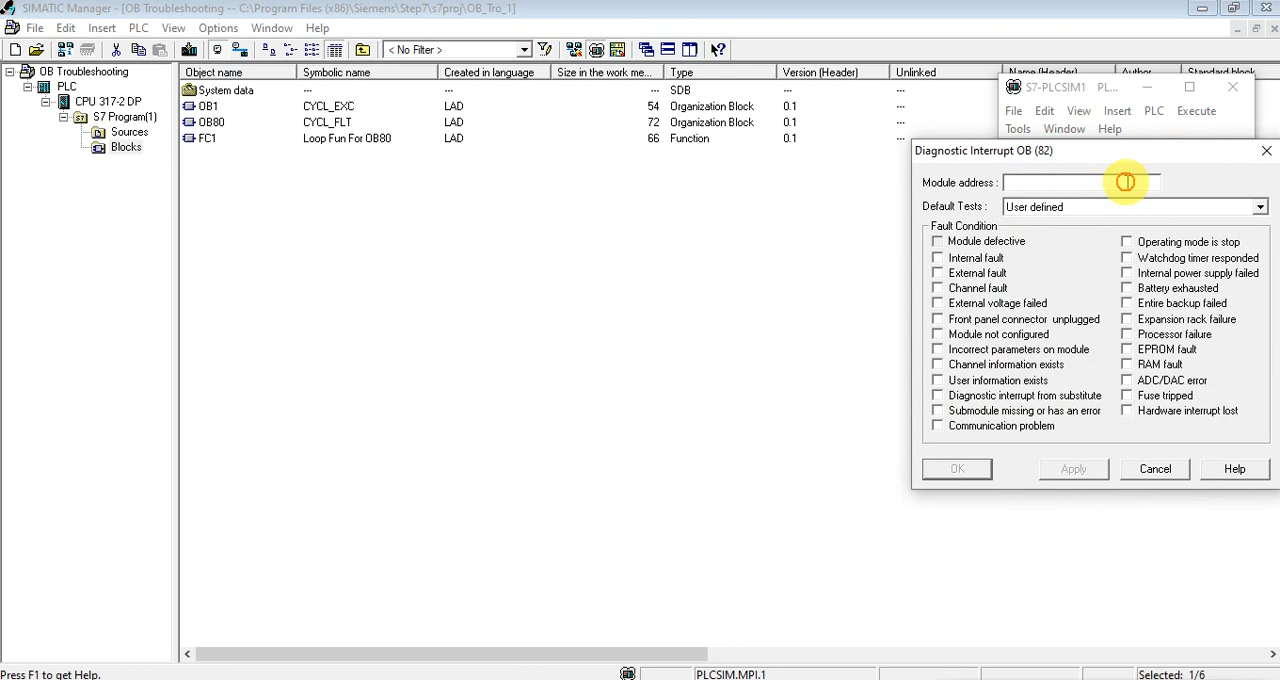 SIMATIC Manager - [OB Troubleshooting -- C:\Program Files (x86)\Siemens\Step7\s7proj\OB_Tro_1]
File Edit Insert PLC View Options Window Help
< No Filter >
OB Troubleshooting
PLC
CPU 317-2 DP
S7 Program(1)
Sources
Blocks
Object name Symbolic name Created in language Size in the work me... Type Version (Header) Unlinked Name (Header) Author Standard block
System data --- --- --- SDB --- ---
OB1 CYCL_EXC LAD 54 Organization Block 0.1 ---
OB80 CYCL_FLT LAD 72 Organization Block 0.1 ---
FC1 Loop Fun For OB80 LAD 66 Function 0.1 ---
S7-PLCSIM1 PL...
File Edit View Insert PLC Execute
Tools Window Help
Diagnostic Interrupt OB (82)
Module address :
Default Tests : User defined
Fault Condition
Module defective
Internal fault
External fault
Channel fault
External voltage failed
Front panel connector unplugged
Module not configured
Incorrect parameters on module
Channel information exists
User information exists
Diagnostic interrupt from substitute
Submodule missing or has an error
Communication problem
Operating mode is stop
Watchdog timer responded
Internal power supply failed
Battery exhausted
Entire backup failed
Expansion rack failure
Processor failure
EPROM fault
RAM fault
ADC/DAC error
Fuse tripped
Hardware interrupt lost
OK Apply Cancel Help
Press F1 to get Help. PLCSIM.MPI.1 Selected: 1/6